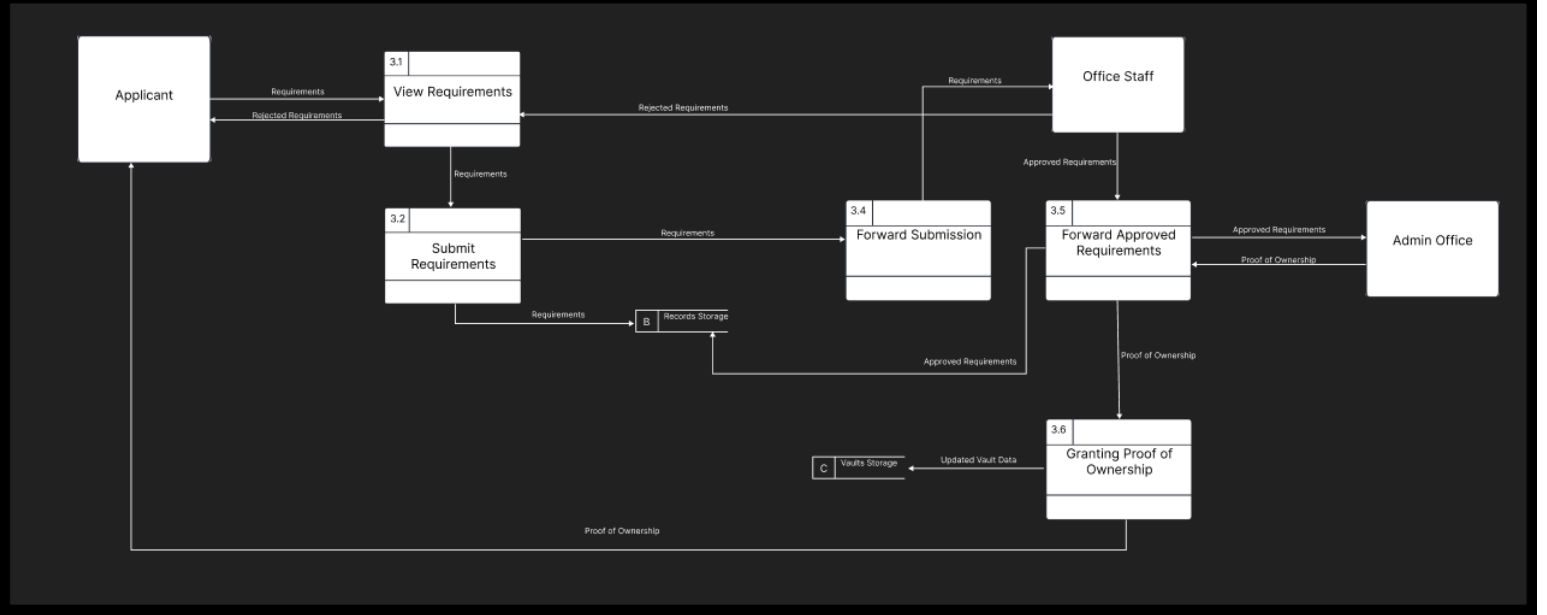 Applicant
Requirements
Rejected Requirements
3.1
View Requirements
Rejected Requirements
Requirements
Office Staff
Requirements
Approved Requirements
3.2
Submit
Requirements
Requirements
3.4
Forward Submission
3.5
Forward Approved
Requirements
Approved Requirements
Proof of Ownership
Admin Office
Requirements
B
Records Storage
Approved Requirements
Proof of Ownership
3.6
Granting Proof of
Ownership
C
Vaults Storage
Updated Vault Data
Proof of Ownership